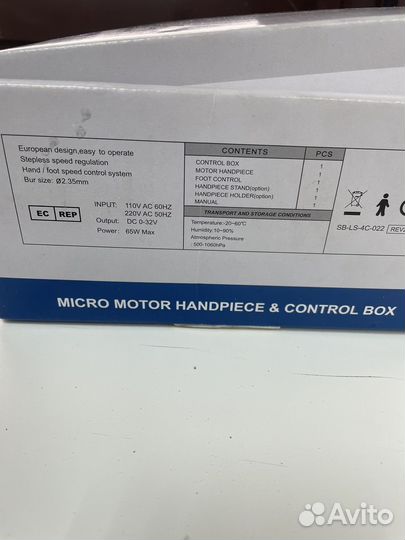 European design,easy to operate
Stepless speed regulation
Hand / foot speed control system
Bur size: Ø2.35mm
EC REP
INPUT: 110V AC 60HZ
220V AC 50HZ
Output: DC 0-32V
Power: 65W Max
CONTENTS PCS
CONTROL BOX 1
MOTOR HANDPIECE 1
FOOT CONTROL 1
HANDPIECE STAND(option) 1
HANDPIECE HOLDER(option) 1
MANUAL 1
TRANSPORT AND STORAGE CONDITIONS
Temperature:-20~60℃
Humidity:10~90%
Atmospheric Pressure
:500-1060hPa
SB-LS-4C-022
MICRO MOTOR HANDPIECE & CONTROL BOX
Avito